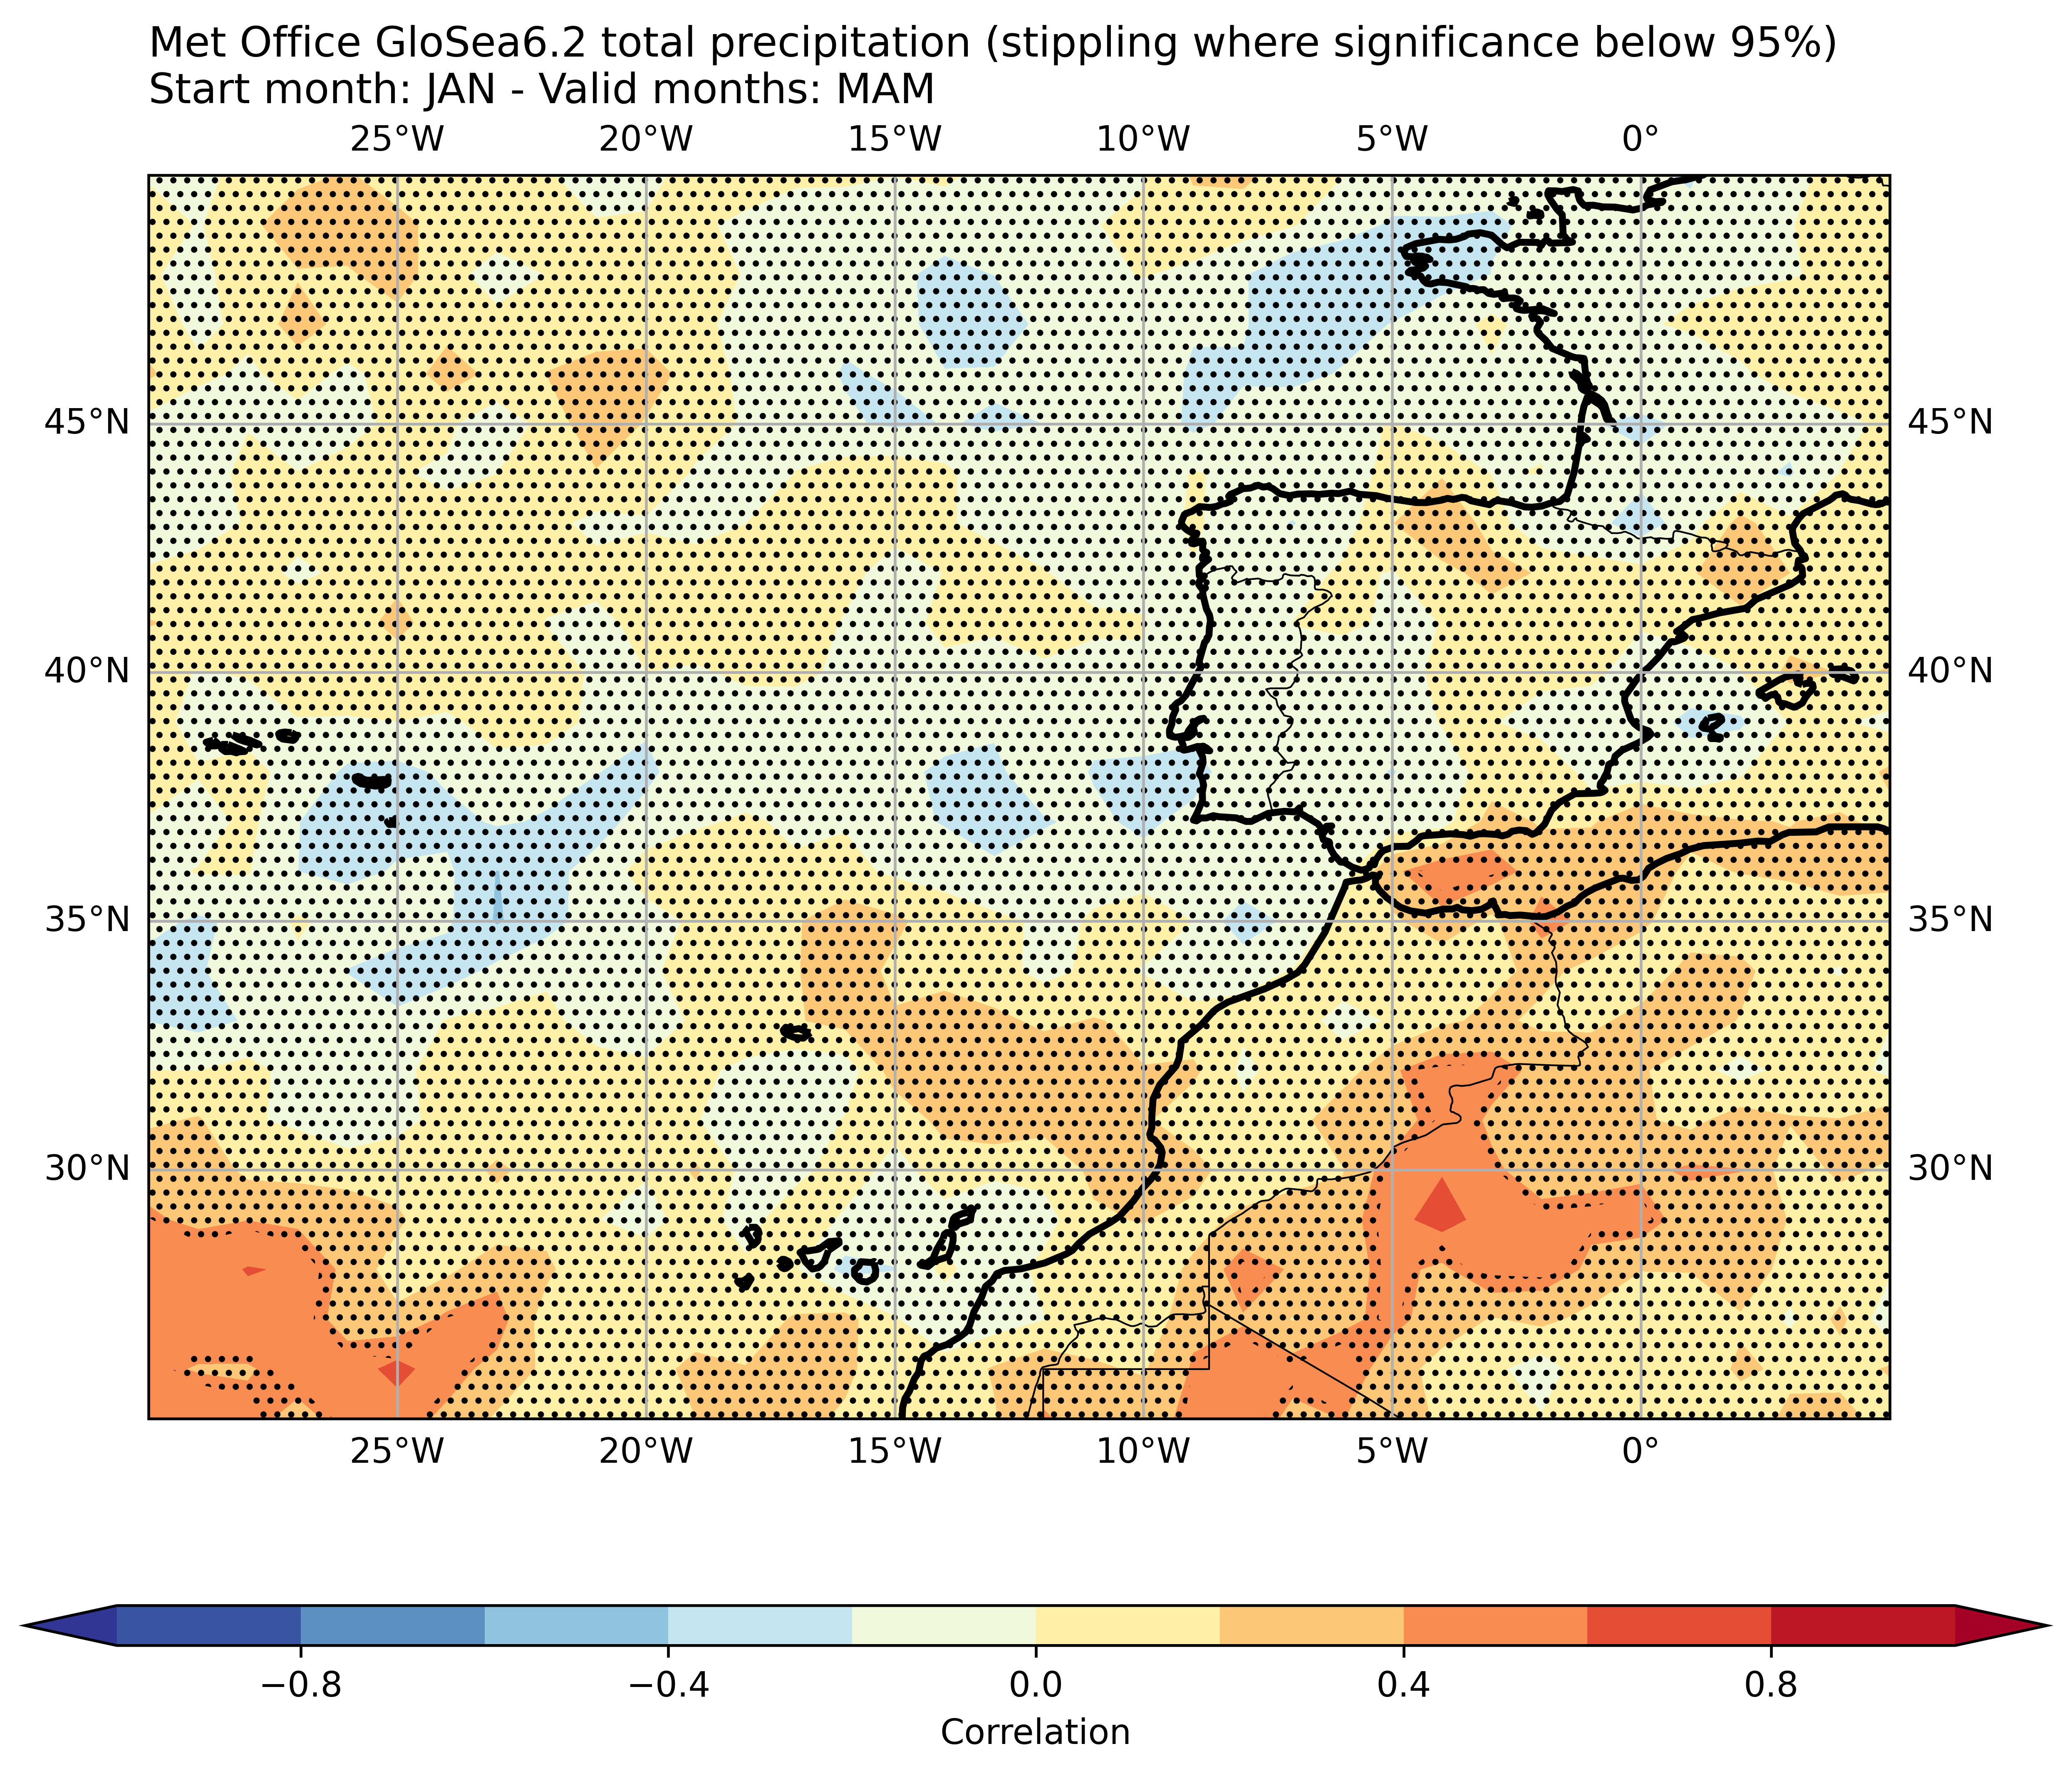 Met Office GloSea6.2 total precipitation (stippling where significance below 95%)
Start month: JAN - Valid months: MAM
25°W 20°W 15°W 10°W 5°W 0°
45°N 45°N
40°N 40°N
35°N 35°N
30°N 30°N
25°W 20°W 15°W 10°W 5°W 0°
−0.8 −0.4 0.0 0.4 0.8
Correlation